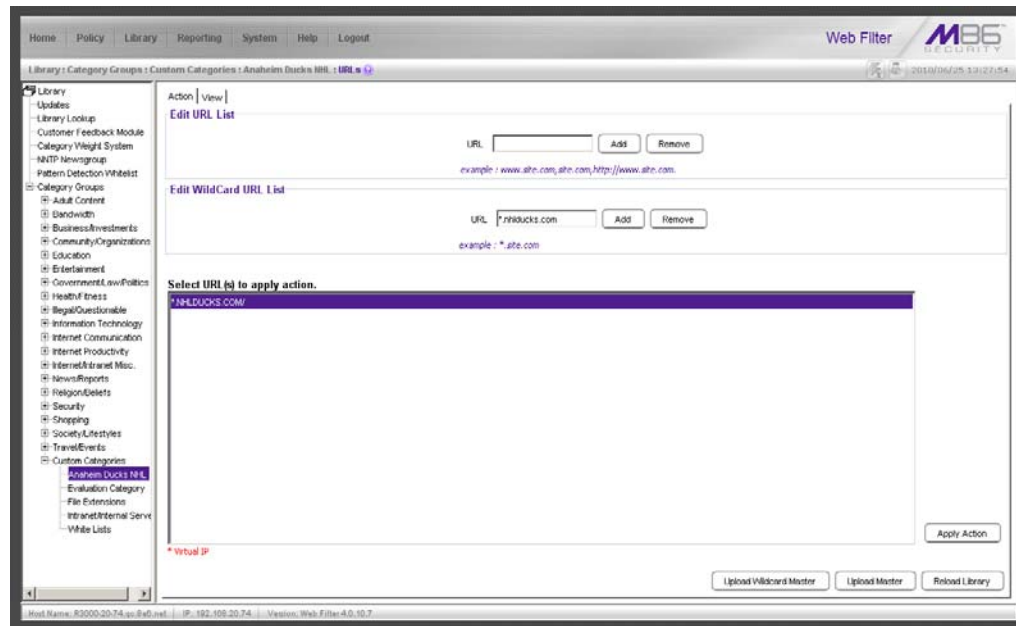 Home Policy Library Reporting System Help Logout
Web Filter
M86
SECURITY
Library : Category Groups : Custom Categories : Anaheim Ducks NHL : URLs
2010/06/25 13:27:54
Library
Updates
Library Lookup
Customer Feedback Module
Category Weight System
NNTP Newsgroup
Pattern Detection Whitelist
Category Groups
Adult Content
Bandwidth
Business/Investments
Community/Organizations
Education
Entertainment
Government/Law/Politics
Health/Fitness
Illegal/Questionable
Information Technology
Internet Communication
Internet Productivity
Internet/Intranet Misc.
News/Reports
Religion/Beliefs
Security
Shopping
Society/Lifestyles
Travel/Events
Custom Categories
Anaheim Ducks NHL
Evaluation Category
File Extensions
Intranet/Internal Serve
White Lists
Action View
Edit URL List
URL Add Remove
example : www.site.com,site.com,http://www.site.com.
Edit WildCard URL List
URL *.nhlducks.com Add Remove
example : *.site.com
Select URL(s) to apply action.
*.NHLDUCKS.COM/
Apply Action
* Virtual IP
Upload Wildcard Master Upload Master Reload Library
Host Name: R3000-20-74.qc.8e6.net IP: 192.168.20.74 Version: Web Filter 4.0.10.7